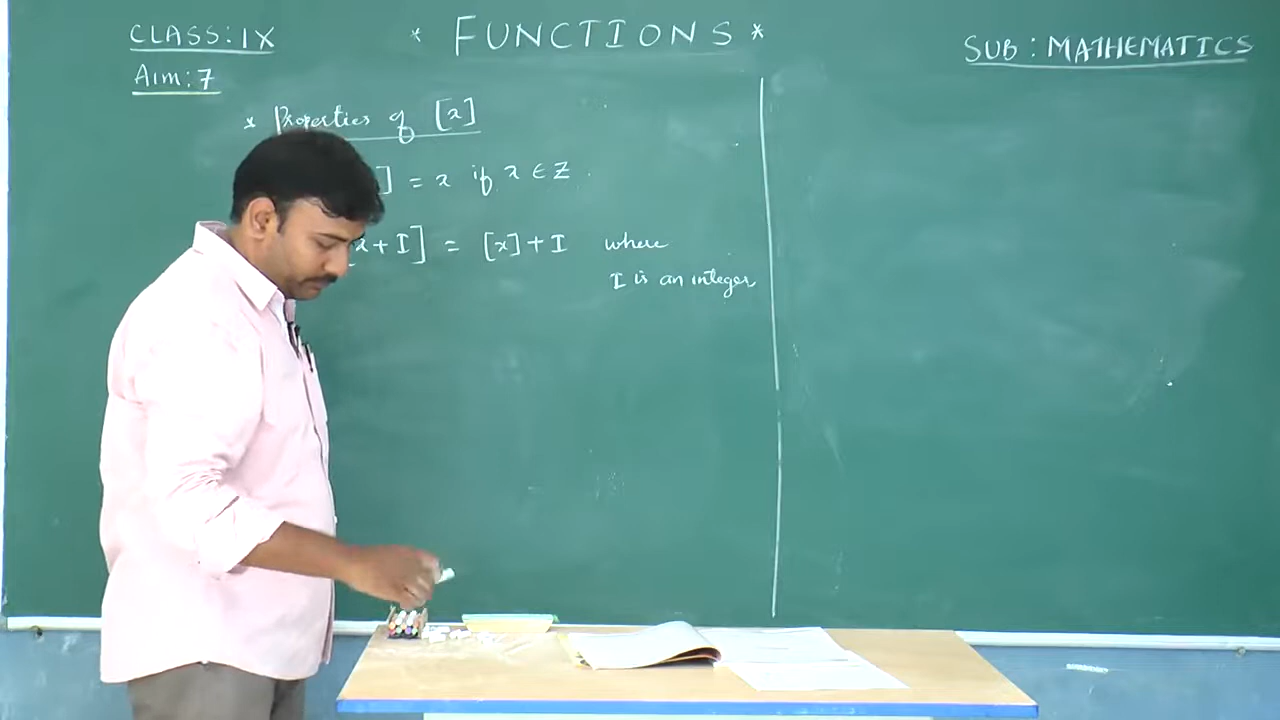 CLASS: IX
* FUNCTIONS *
SUB : MATHEMATICS
Aim: 7
* Properties of [x]
] = x if x ∈ Z
x + I] = [x] + I where
I is an integer